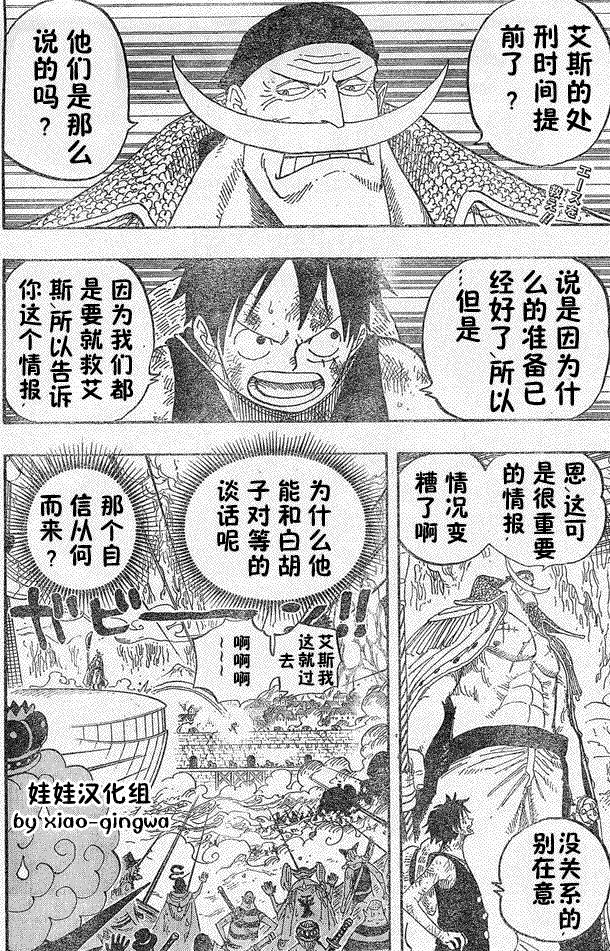 艾斯的处
刑时间提
前了？
他们是那么
说的吗？
说是因为什
么的准备已
经好了,所以
但是
因为我们都
是要就救艾
斯,所以告诉
你这个情报
恩,这可
是很重要
的情报
情况变
糟了啊
没关系的
别在意
为什么他
能和白胡
子对等的
谈话呢
那个自
信从何
而来？
ガビーーン!!
艾斯我
这就过
去
啊啊啊
~~~
娃娃汉化组
by xiao-qingwa